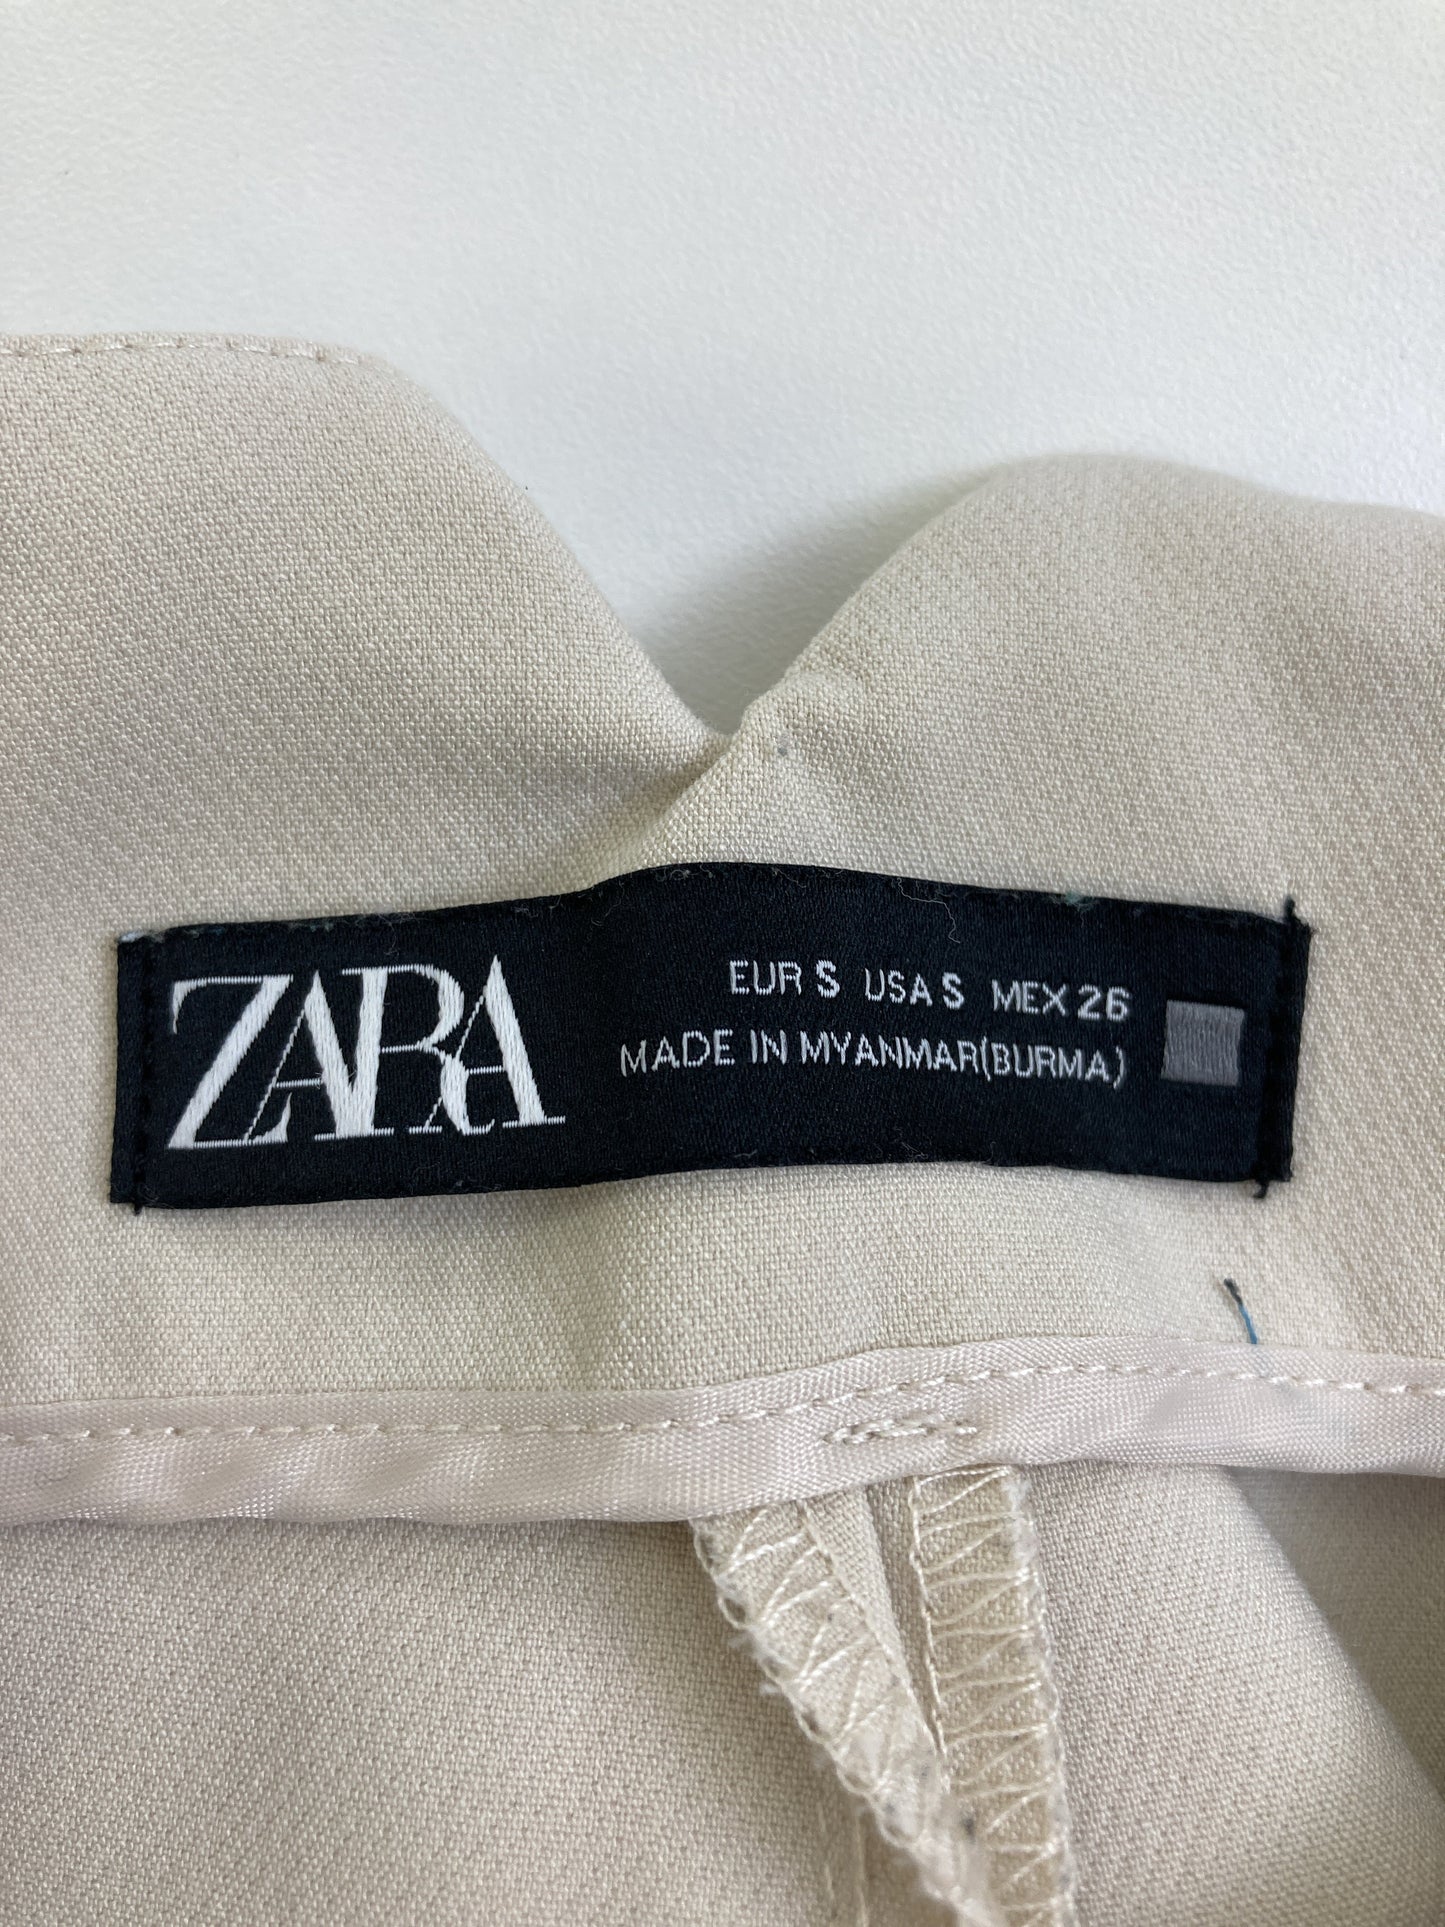 ZARA
EUR S USA S MEX 26
MADE IN MYANMAR(BURMA)